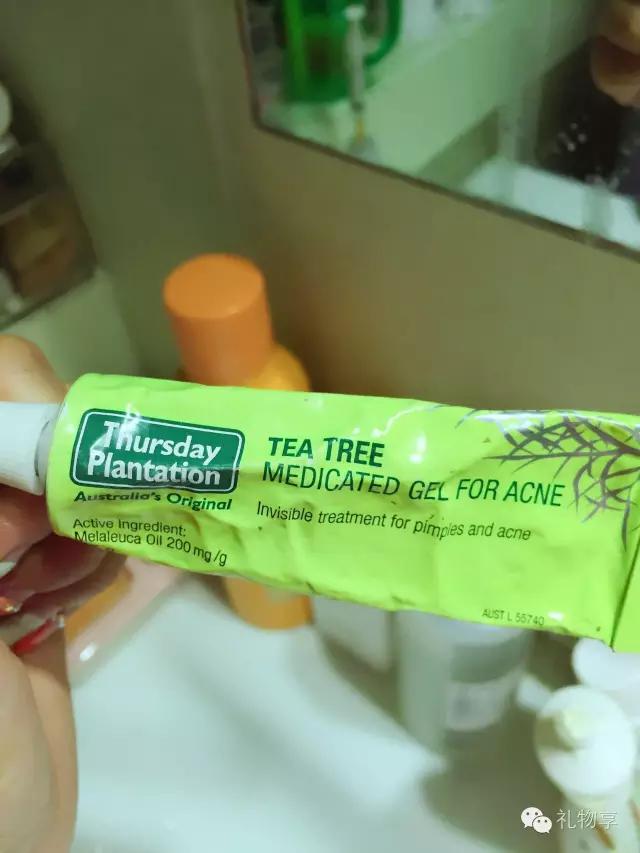 Thursday
Plantation
Australia's Original
Active Ingredient:
Melaleuca Oil 200 mg/g
TEA TREE
MEDICATED GEL FOR ACNE
Invisible treatment for pimples and acne
AUST L 55740
礼物享